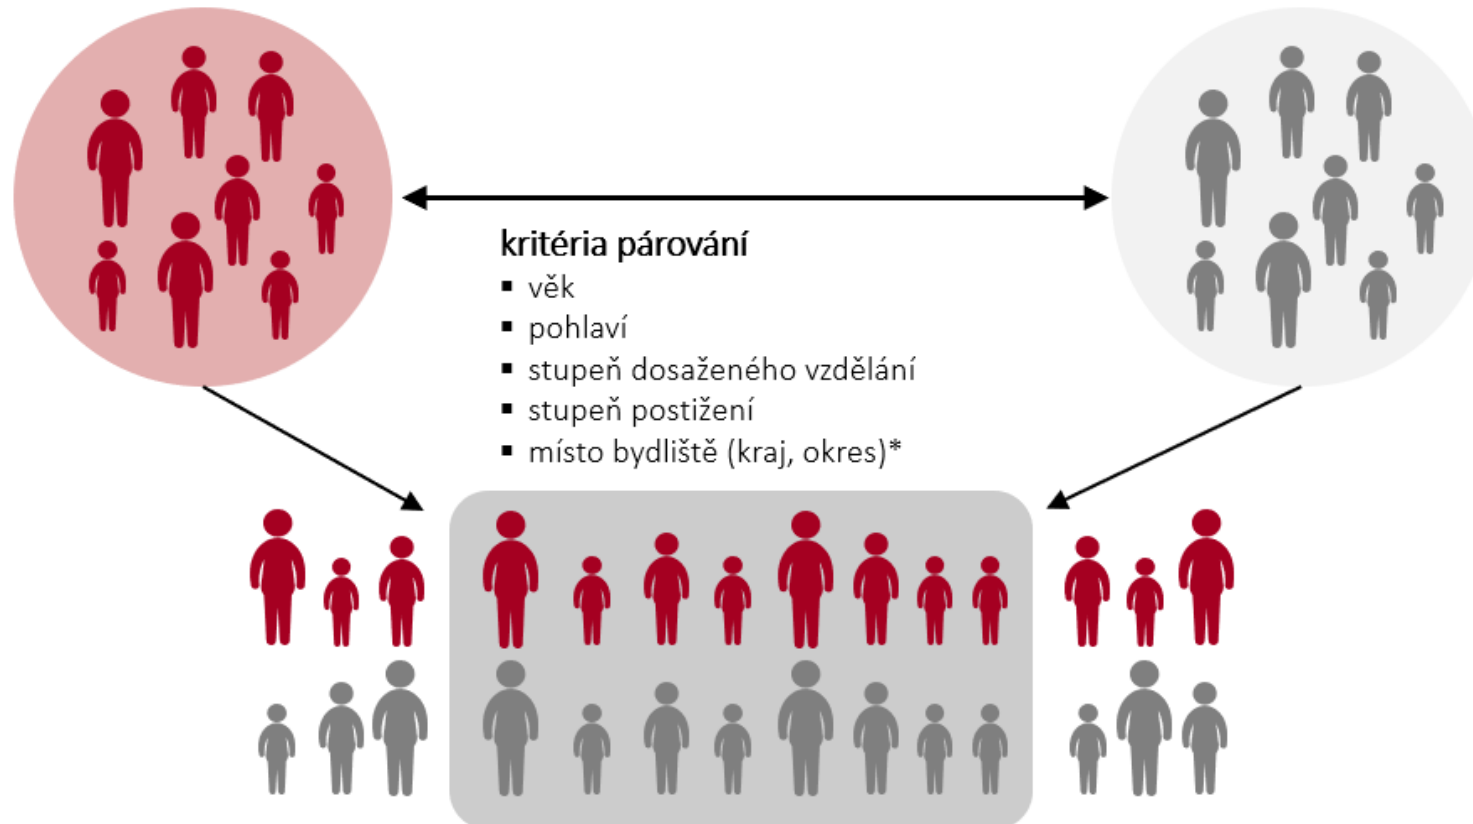 kritéria párování
▪ věk
▪ pohlaví
▪ stupeň dosaženého vzdělání
▪ stupeň postižení
▪ místo bydliště (kraj, okres)*